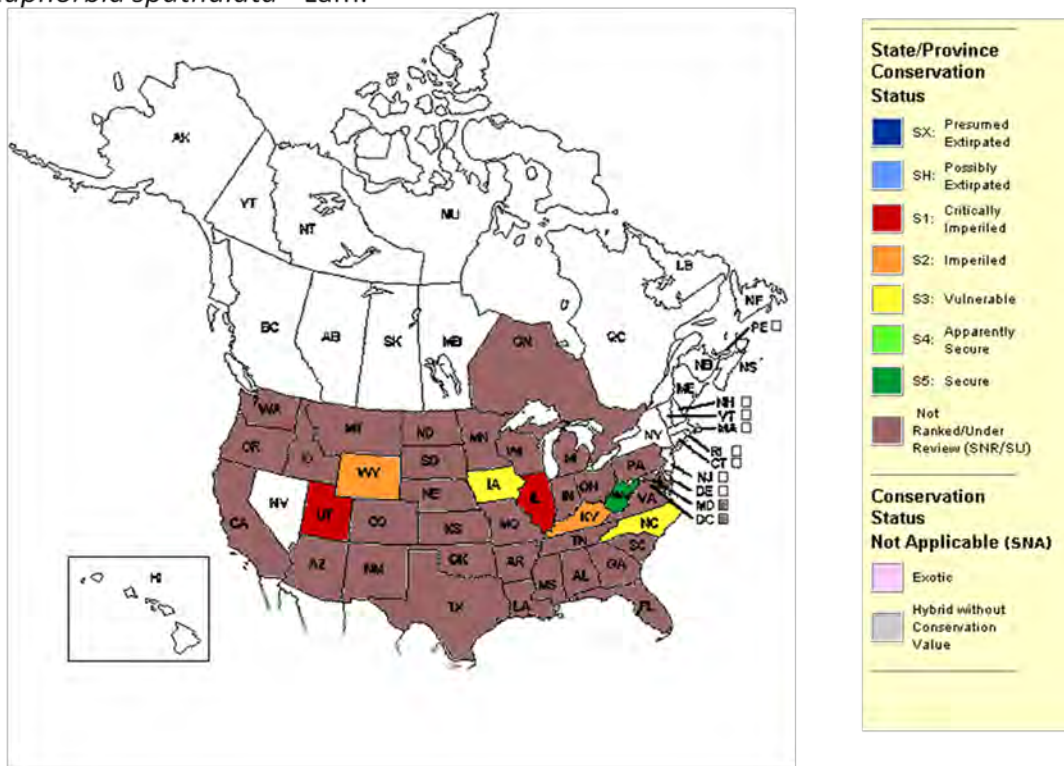 Euphorbia spathulata - Lam.
AK
YT
NT
NU
BC
AB
SK
MB
ON
QC
LB
NF
PE
NB
NS
ME
NH
VT
MA
NY
RI
CT
NJ
DE
MD
DC
WA
MT
ND
MN
OR
ID
WY
SD
WI
MI
PA
NV
UT
NE
IA
IL
IN
OH
VA
CA
CO
KS
MO
KY
NC
TN
SC
AZ
NM
OK
AR
MS
AL
GA
TX
LA
FL
HI
State/Province
Conservation
Status
SX: Presumed
Extirpated
SH: Possibly
Extirpated
S1: Critically
Imperiled
S2: Imperiled
S3: Vulnerable
S4: Apparently
Secure
S5: Secure
Not
Ranked/Under
Review (SNR/SU)
Conservation
Status
Not Applicable (SNA)
Exotic
Hybrid without
Conservation
Value